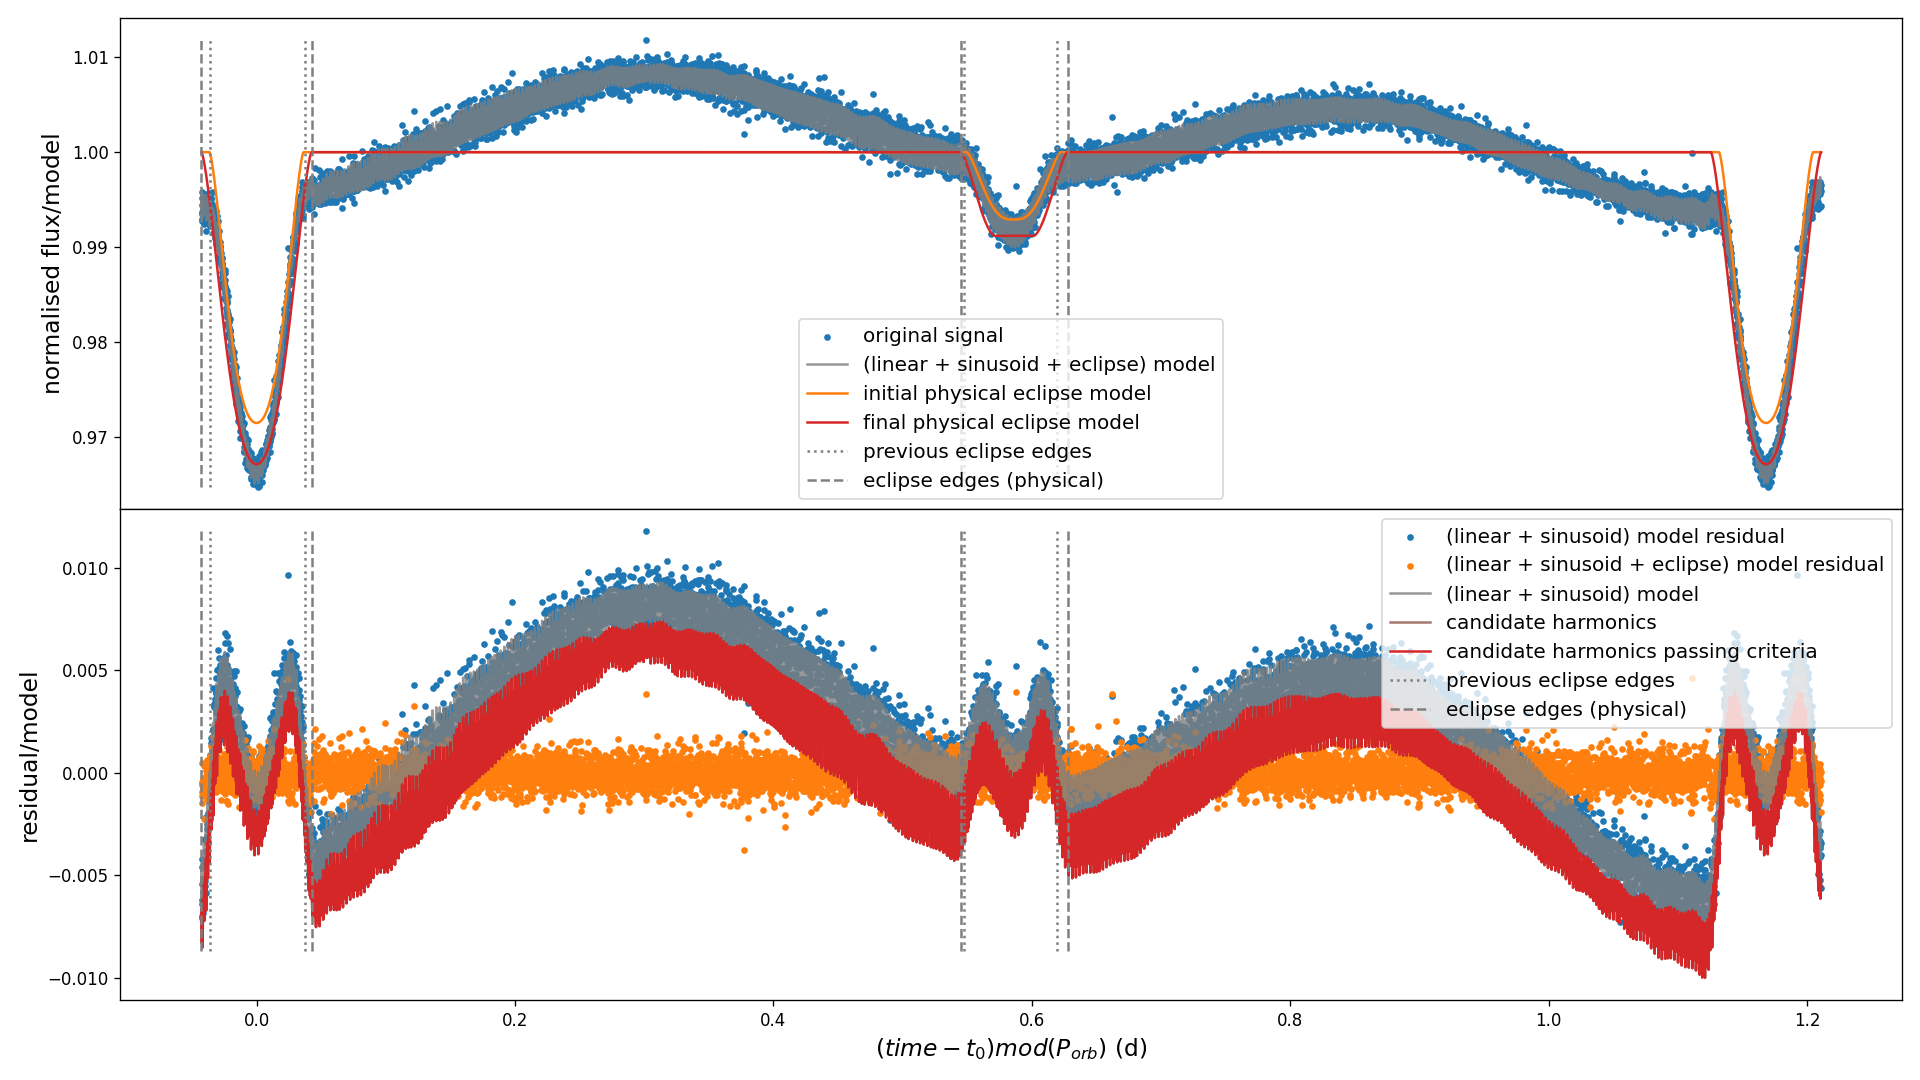 normalised flux/model
1.01
1.00
0.99
0.98
0.97
original signal
(linear + sinusoid + eclipse) model
initial physical eclipse model
final physical eclipse model
previous eclipse edges
eclipse edges (physical)
residual/model
0.010
0.005
0.000
−0.005
−0.010
(linear + sinusoid) model residual
(linear + sinusoid + eclipse) model residual
(linear + sinusoid) model
candidate harmonics
candidate harmonics passing criteria
previous eclipse edges
eclipse edges (physical)
0.0 0.2 0.4 0.6 0.8 1.0 1.2
(time − t₀)mod(P_orb) (d)